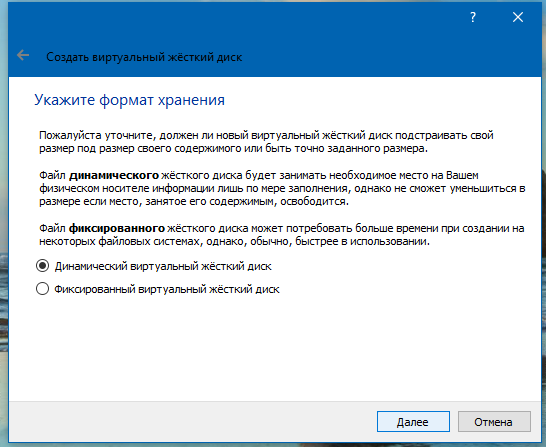 ?
Создать виртуальный жёсткий диск
Укажите формат хранения
Пожалуйста уточните, должен ли новый виртуальный жёсткий диск подстраивать свой
размер под размер своего содержимого или быть точно заданного размера.
Файл динамического жёсткого диска будет занимать необходимое место на Вашем
физическом носителе информации лишь по мере заполнения, однако не сможет уменьшиться в
размере если место, занятое его содержимым, освободится.
Файл фиксированного жёсткого диска может потребовать больше времени при создании на
некоторых файловых системах, однако, обычно, быстрее в использовании.
Динамический виртуальный жёсткий диск
Фиксированный виртуальный жёсткий диск
Далее
Отмена